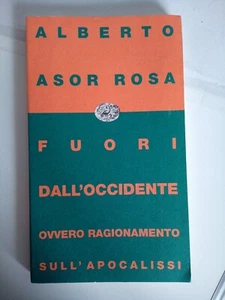 ALBERTO
ASOR ROSA
FUORI
DALL'OCCIDENTE
OVVERO RAGIONAMENTO
SULL'APOCALISSI